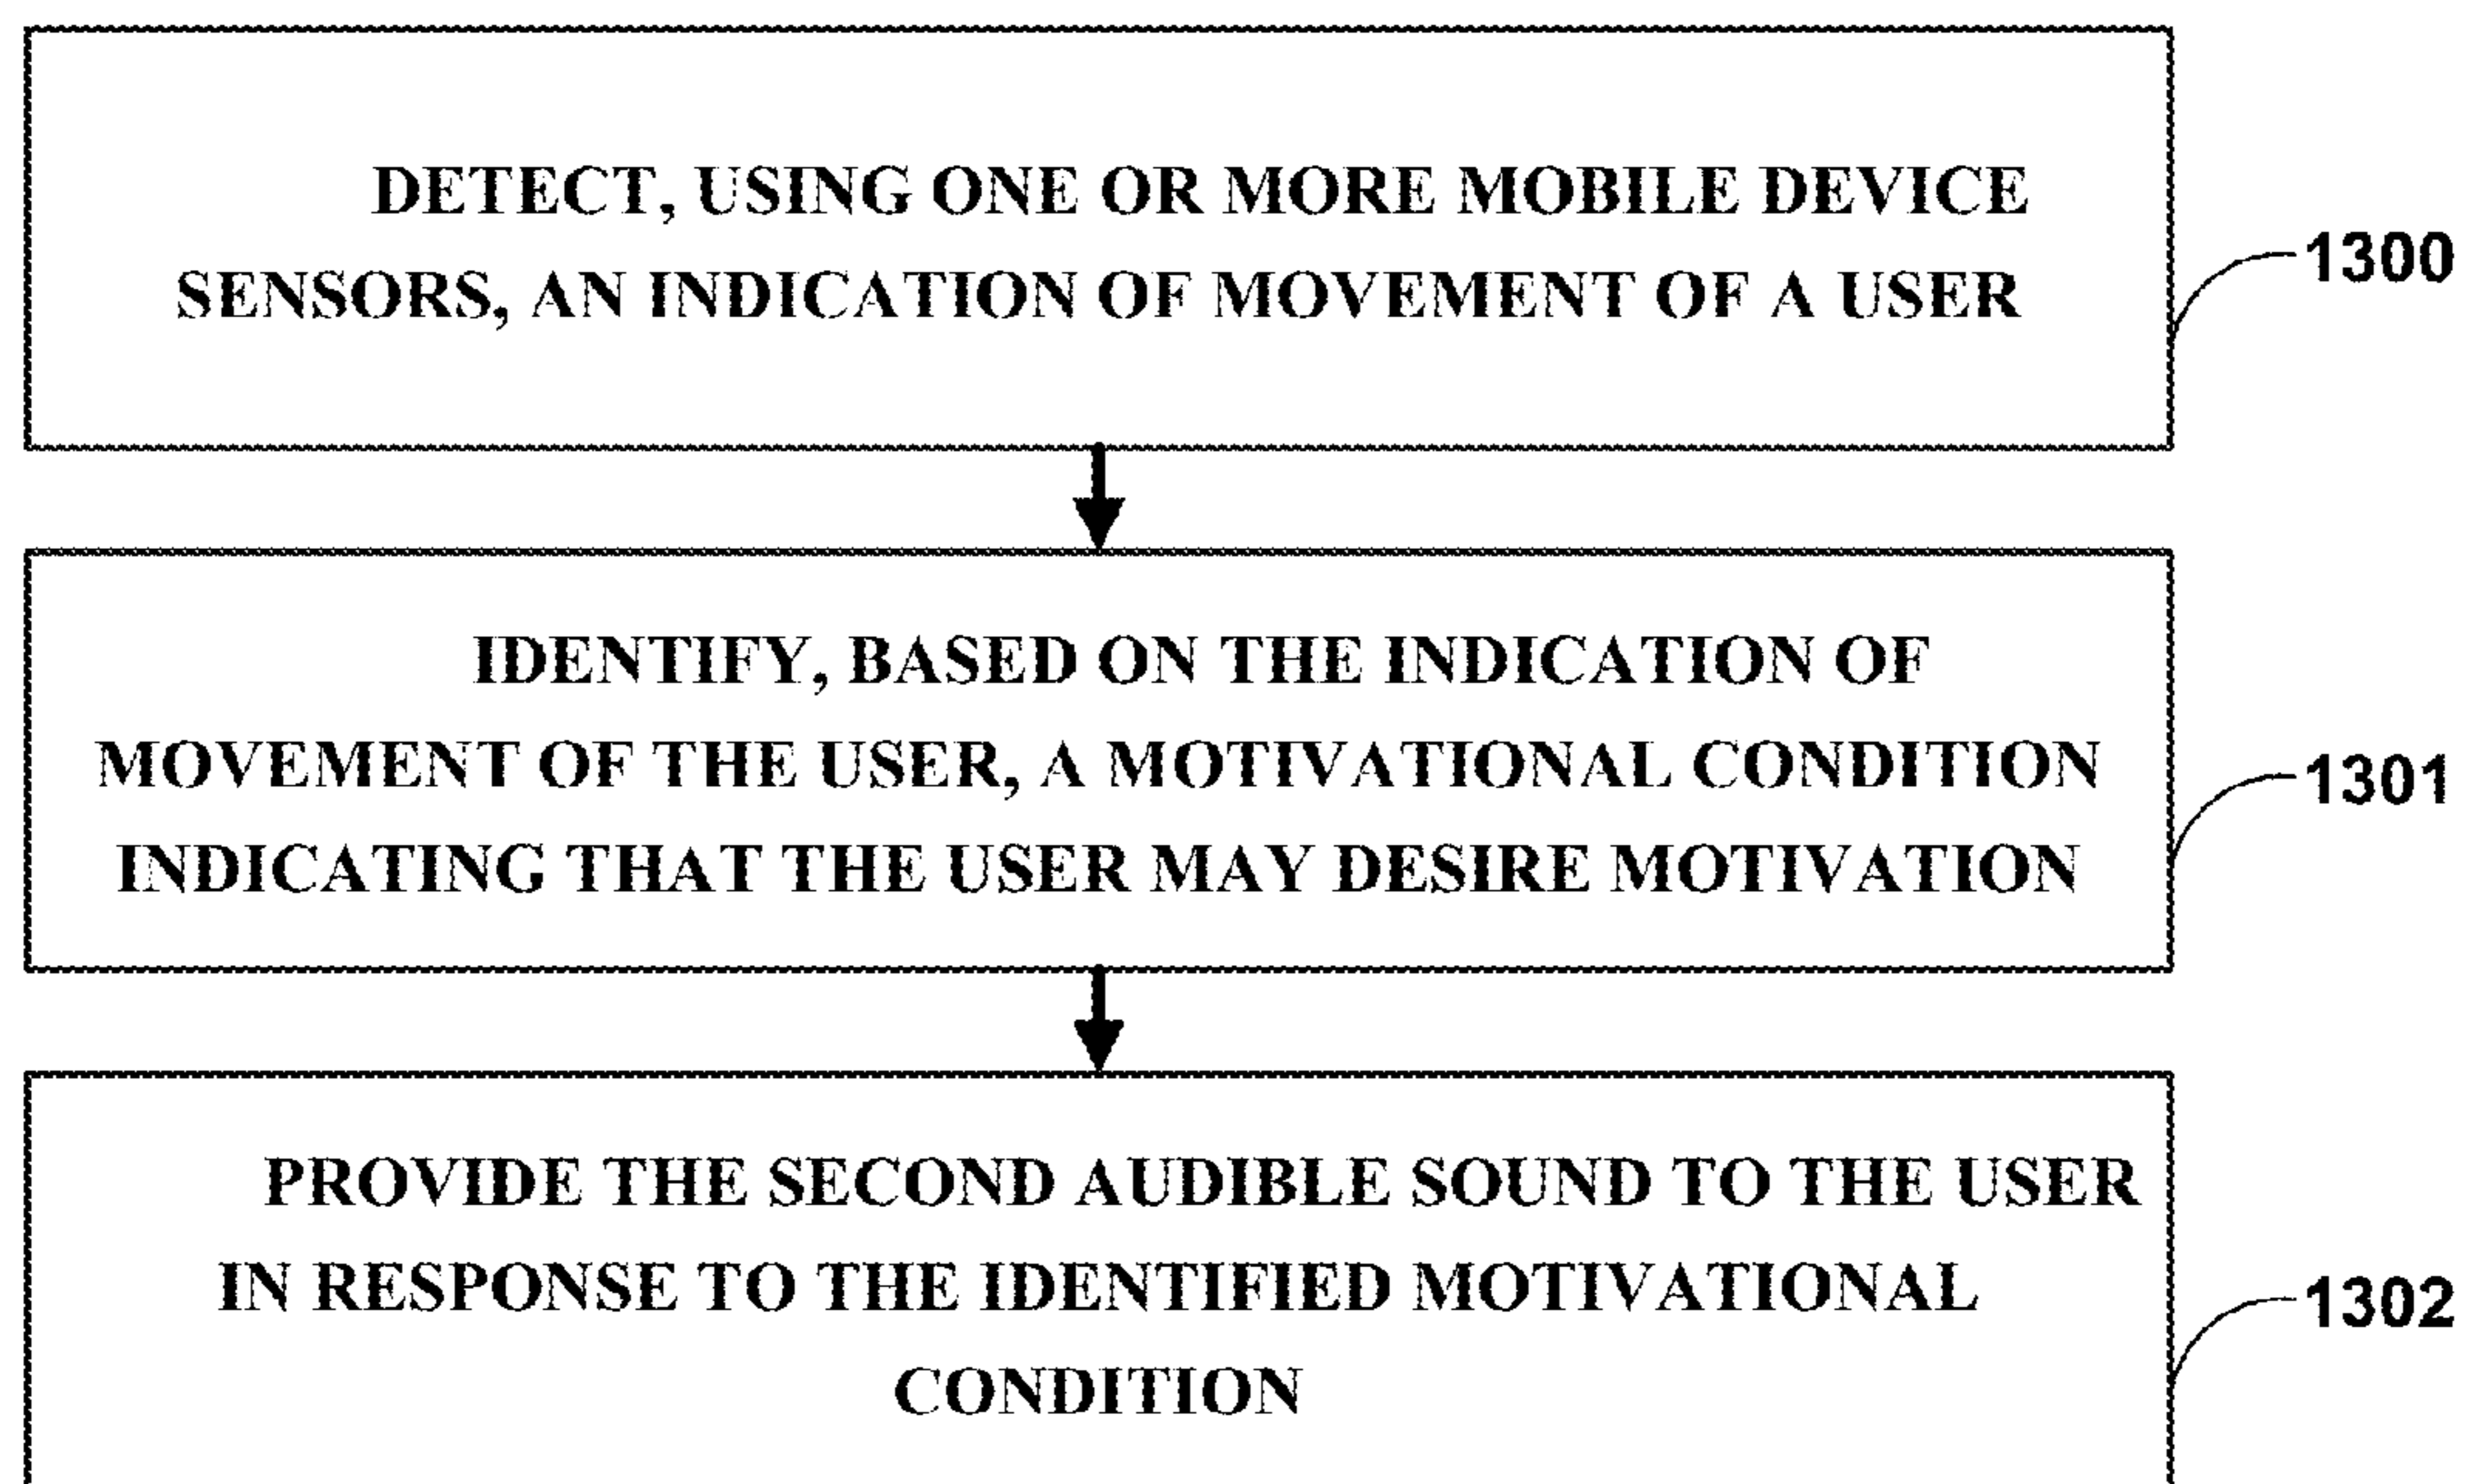 DETECT, USING ONE OR MORE MOBILE DEVICE
SENSORS, AN INDICATION OF MOVEMENT OF A USER
1300
IDENTIFY, BASED ON THE INDICATION OF
MOVEMENT OF THE USER, A MOTIVATIONAL CONDITION
INDICATING THAT THE USER MAY DESIRE MOTIVATION
1301
PROVIDE THE SECOND AUDIBLE SOUND TO THE USER
IN RESPONSE TO THE IDENTIFIED MOTIVATIONAL
CONDITION
1302